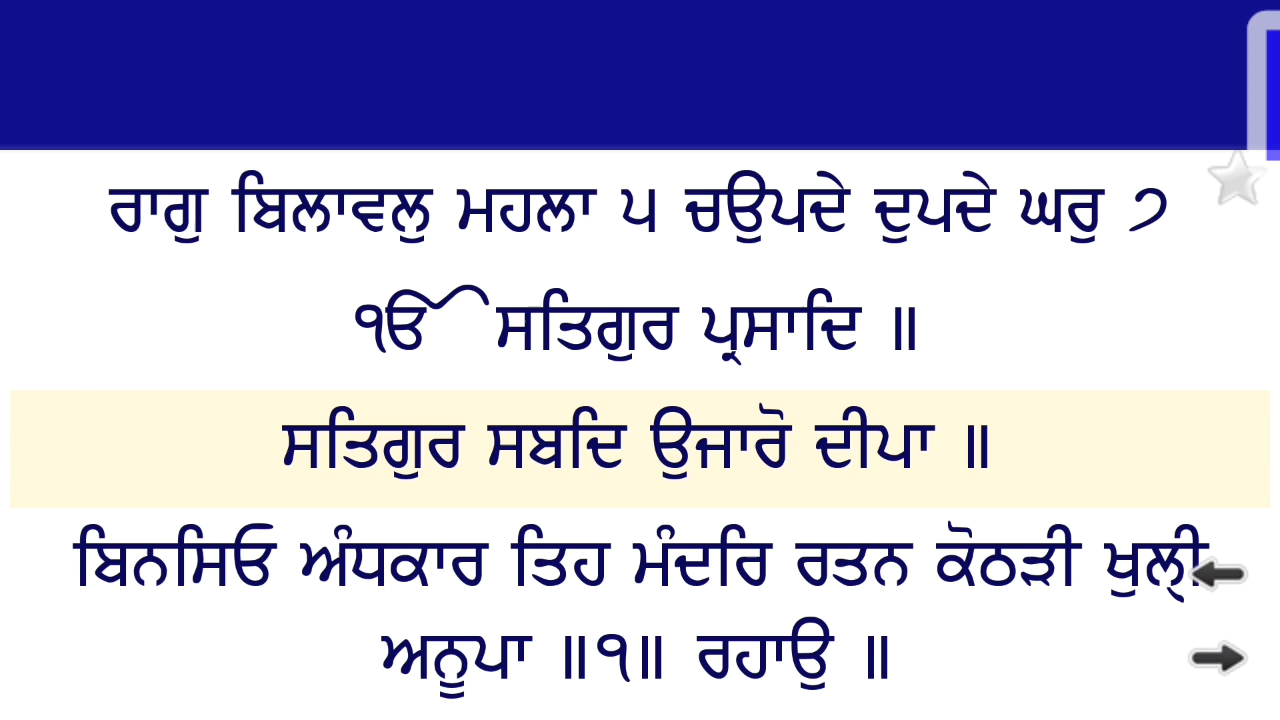 ਰਾਗੁ ਬਿਲਾਵਲੁ ਮਹਲਾ ੫ ਚਉਪਦੇ ਦੁਪਦੇ ਘਰੁ ੭
ੴ ਸਤਿਗੁਰ ਪ੍ਰਸਾਦਿ ॥
ਸਤਿਗੁਰ ਸਬਦਿ ਉਜਾਰੋ ਦੀਪਾ ॥
ਬਿਨਸਿਓ ਅੰਧਕਾਰ ਤਿਹ ਮੰਦਰਿ ਰਤਨ ਕੋਠੜੀ ਖੁਲੑੀ
ਅਨੂਪਾ ॥੧॥ ਰਹਾਉ ॥